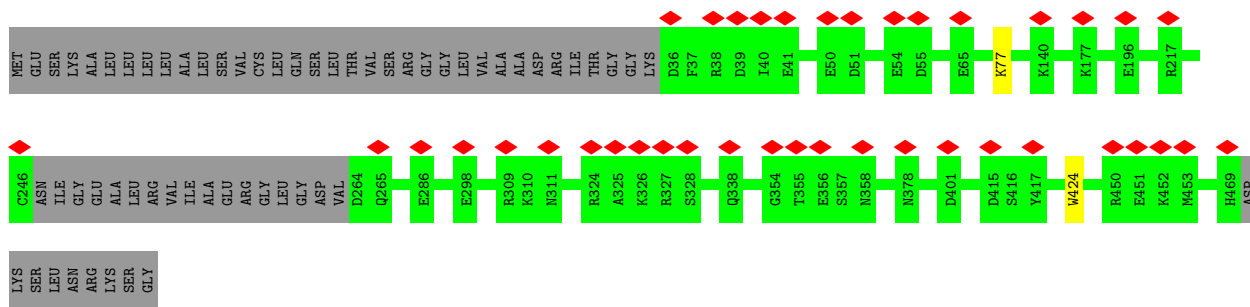 MET GLU SER LYS ALA LEU LEU LEU LEU ALA LEU SER VAL CYS LEU GLN SER LEU THR VAL SER ARG GLY GLY LEU VAL ALA ALA ASP ARG ILE THR GLY GLY LYS D36 F37 R38 D39 I40 E41 E50 D51 E54 D55 E65 K77 K140 K177 E196 R217
C246 ASN ILE GLY GLU ALA LEU ARG VAL ILE ALA GLU ARG GLY LEU GLY ASP VAL D264 Q265 E286 E298 R309 K310 N311 R324 A325 K326 R327 S328 Q338 G354 T355 E356 S357 N358 N378 D401 D415 S416 Y417 W424 R450 E451 K452 M453 H469 ASP
LYS SER LEU ASN ARG LYS SER GLY